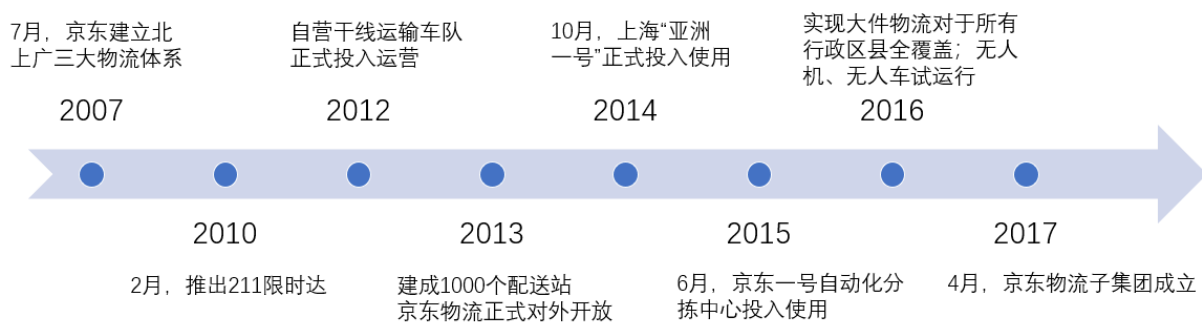 7月，京东建立北
上广三大物流体系
2007
自营干线运输车队
正式投入运营
2012
10月，上海“亚洲
一号”正式投入使用
2014
实现大件物流对于所有
行政区县全覆盖；无人
机、无人车试运行
2016
2010
2月，推出211限时达
2013
建成1000个配送站
京东物流正式对外开放
2015
6月，京东一号自动化分
拣中心投入使用
2017
4月，京东物流子集团成立